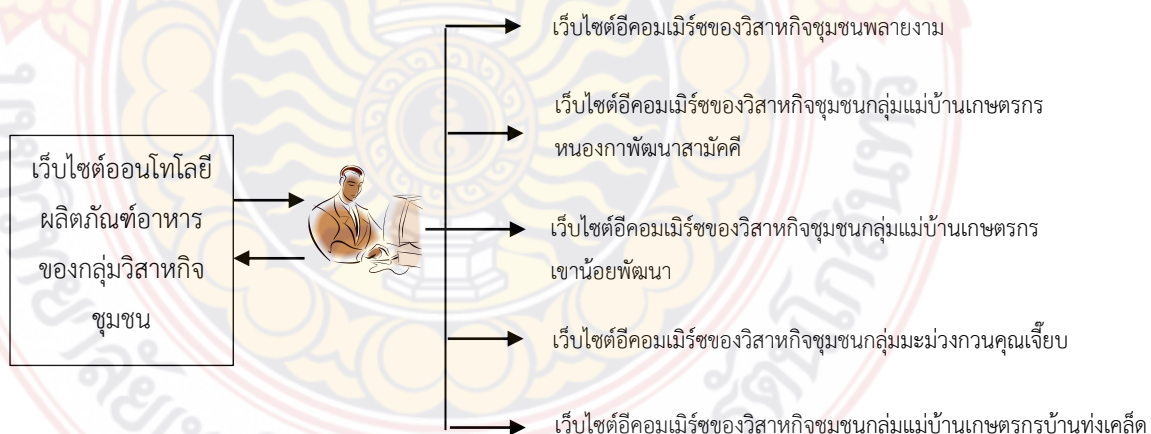 เว็บไซต์อีคอมเมิร์ซของวิสาหกิจชุมชนพลายงาม
เว็บไซต์อีคอมเมิร์ซของวิสาหกิจชุมชนกลุ่มแม่บ้านเกษตรกร
หนองกาพัฒนาสามัคคี
เว็บไซต์ออนโทโลยี
ผลิตภัณฑ์อาหาร
ของกลุ่มวิสาหกิจ
ชุมชน
เว็บไซต์อีคอมเมิร์ซของวิสาหกิจชุมชนกลุ่มแม่บ้านเกษตรกร
เขาน้อยพัฒนา
เว็บไซต์อีคอมเมิร์ซของวิสาหกิจชุมชนกลุ่มมะม่วงกวนคุณเจี๊ยบ
เว็บไซต์อีคอมเมิร์ซของวิสาหกิจชุมชนกลุ่มแม่บ้านเกษตรกรบ้านทุ่งเคล็ด